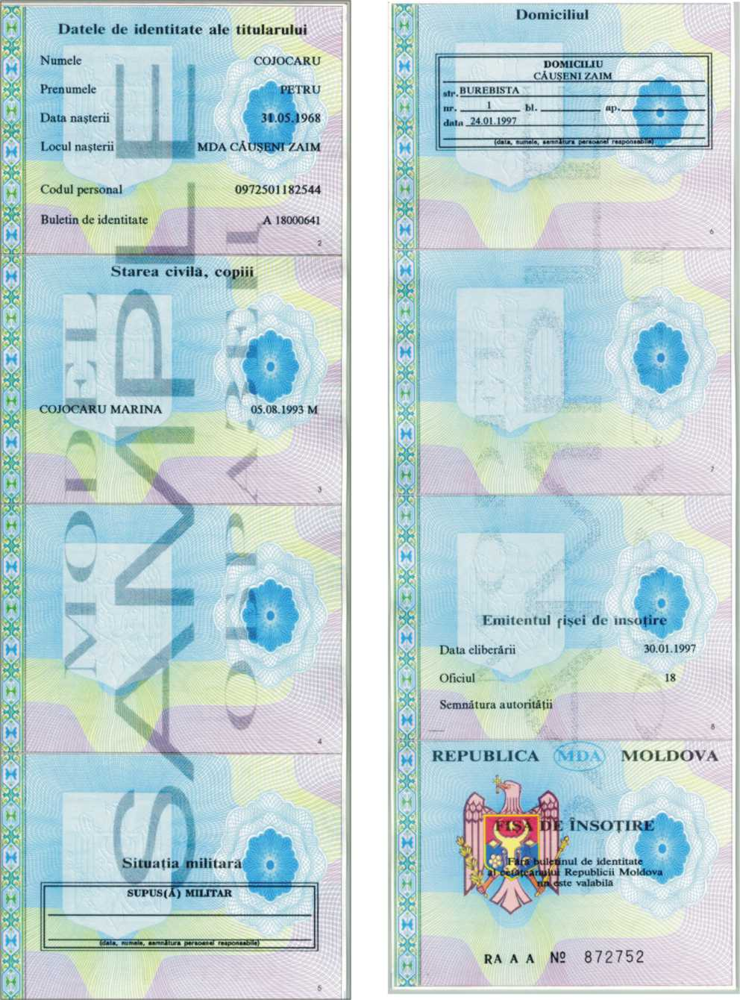 Datele de identitate ale titularului
Numele COJOCARU
Prenumele PETRU
Data nașterii 31.05.1968
Locul nașterii MDA CĂUȘENI ZAIM
Codul personal 0972501182544
Buletin de identitate A 18000641
2
Starea civilă, copiii
COJOCARU MARINA 05.08.1993 M
3
4
Situația militară
SUPUS(Ă) MILITAR
(data, numele, semnătura persoanei responsabile)
5
SAMPLE
MODEL
Domiciliul
DOMICILIU
CĂUȘENI ZAIM
str. BUREBISTA
nr. 1 bl. ap.
data 24.01.1997
(data, numele, semnătura persoanei responsabile)
6
7
Emitentul fișei de însoțire
Data eliberării 30.01.1997
Oficiul 18
Semnătura autorității
8
REPUBLICA MDA MOLDOVA
FIȘA DE ÎNSOȚIRE
Fără buletinul de identitate
al cetățeanului Republicii Moldova
nu este valabilă
RA A A № 872752